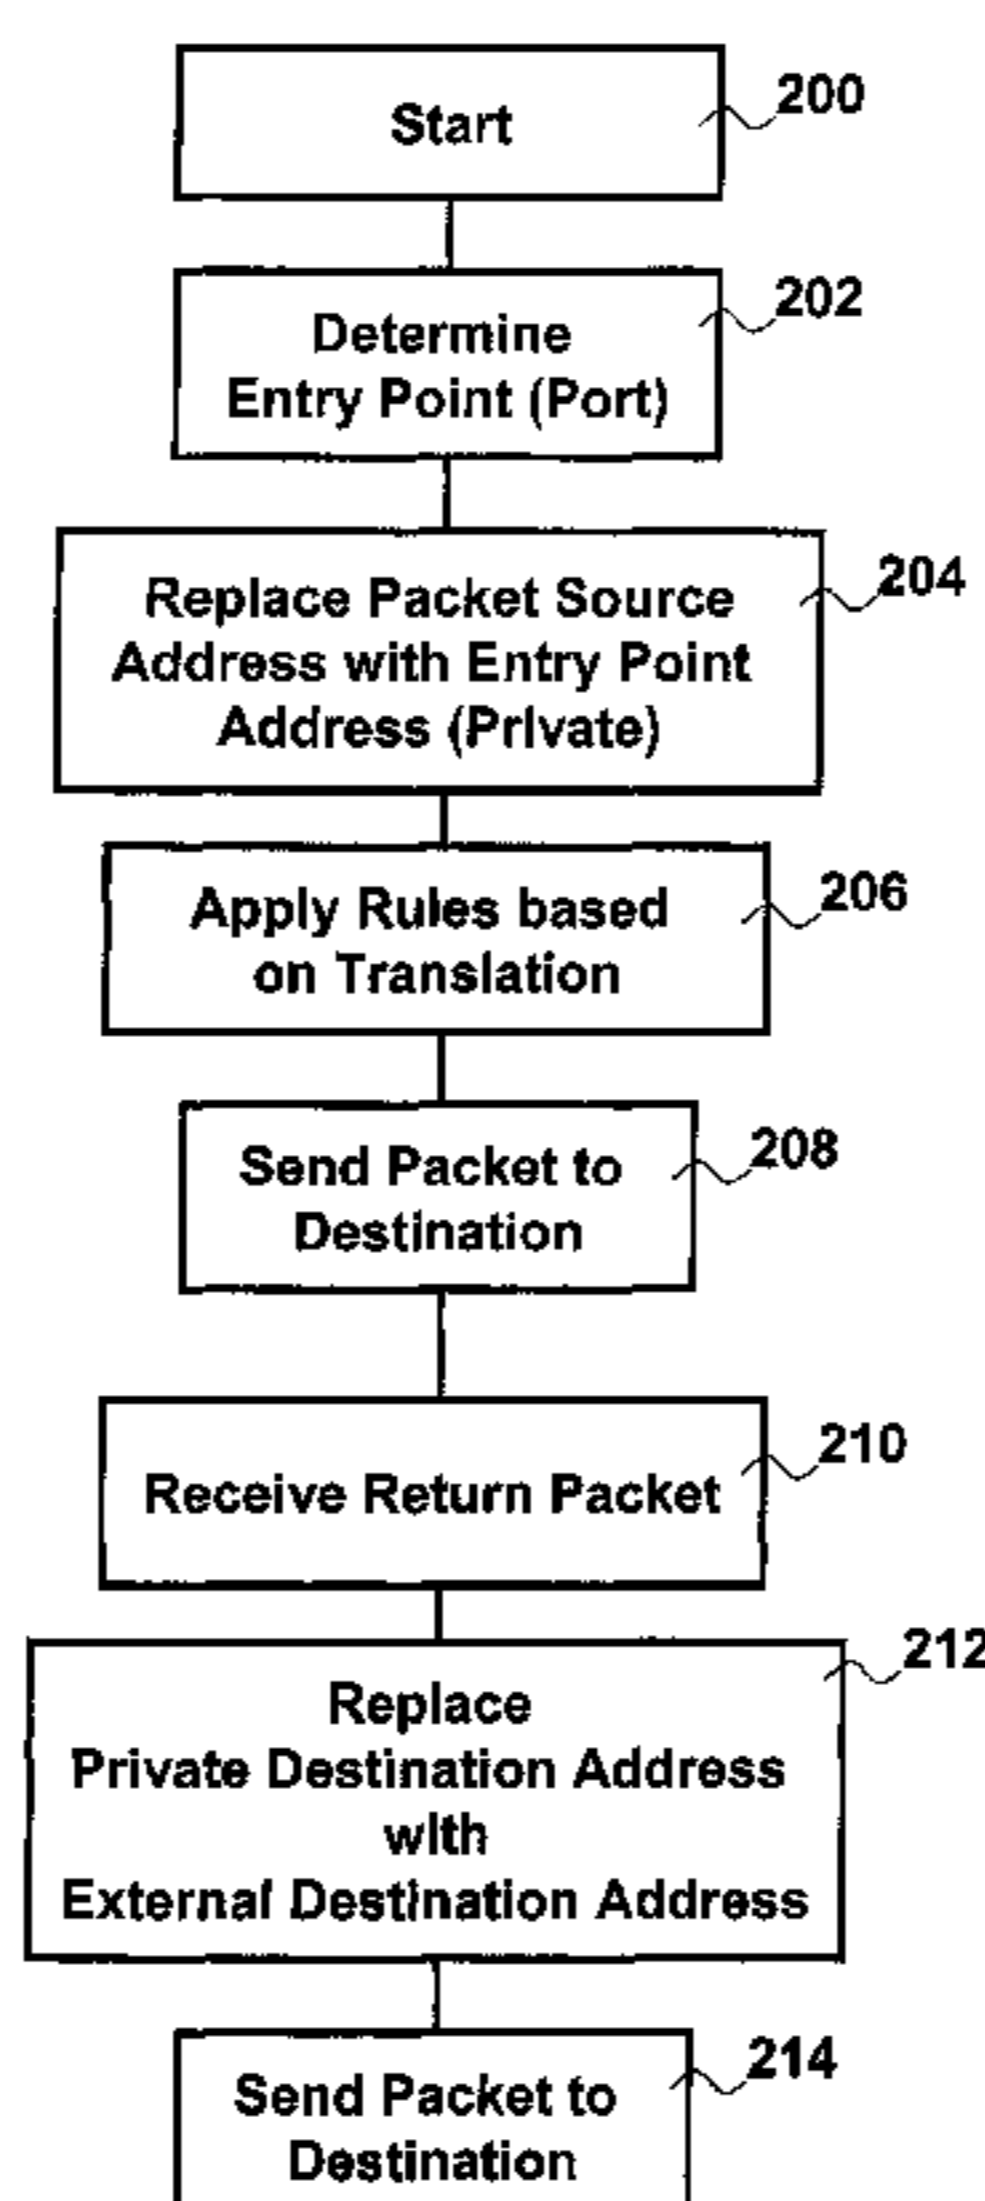 Start
200
Determine
Entry Point (Port)
202
Replace Packet Source
Address with Entry Point
Address (Private)
204
Apply Rules based
on Translation
206
Send Packet to
Destination
208
Receive Return Packet
210
Replace
Private Destination Address
with
External Destination Address
212
Send Packet to
Destination
214